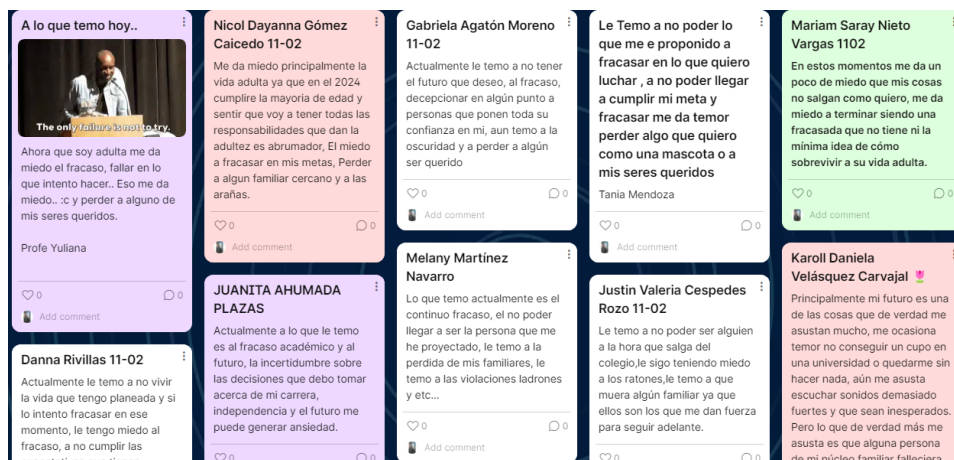 A lo que temo hoy..
The only failure is not to try.
Ahora que soy adulta me da
miedo el fracaso, fallar en lo
que intento hacer.. Eso me da
miedo.. :c y perder a alguno de
mis seres queridos.
Profe Yuliana
0
0
Add comment
Danna Rivillas 11-02
Actualmente le temo a no vivir
la vida que tengo planeada y si
lo intento fracasar en ese
momento, le tengo miedo al
fracaso, a no cumplir las
Nicol Dayanna Gómez
Caicedo 11-02
Me da miedo principalmente la
vida adulta ya que en el 2024
cumplire la mayoria de edad y
sentir que voy a tener todas las
responsabilidades que dan la
adultez es abrumador, El miedo
a fracasar en mis metas, Perder
a algun familiar cercano y a las
arañas.
0
0
Add comment
JUANITA AHUMADA
PLAZAS
Actualmente a lo que le temo
es al fracaso académico y al
futuro, la incertidumbre sobre
las decisiones que debo tomar
acerca de mi carrera,
independencia y el futuro me
puede generar ansiedad.
0
0
Gabriela Agatón Moreno
11-02
Actualmente le temo a no tener
el futuro que deseo, al fracaso,
decepcionar en algún punto a
personas que ponen toda su
confianza en mi, aun temo a la
oscuridad y a perder a algún
ser querido
0
0
Add comment
Melany Martínez
Navarro
Lo que temo actualmente es el
continuo fracaso, el no poder
llegar a ser la persona que me
he proyectado, le temo a la
perdida de mis familiares, le
temo a las violaciones ladrones
y etc...
0
0
Add comment
Le Temo a no poder lo
que me e proponido a
fracasar en lo que quiero
luchar , a no poder llegar
a cumplir mi meta y
fracasar me da temor
perder algo que quiero
como una mascota o a
mis seres queridos
Tania Mendoza
0
0
Add comment
Justin Valeria Cespedes
Rozo 11-02
Le temo a no poder ser alguien
a la hora que salga del
colegio,le sigo teniendo miedo
a los ratones,le temo a que
muera algún familiar ya que
ellos son los que me dan fuerza
para seguir adelante.
0
0
Mariam Saray Nieto
Vargas 1102
En estos momentos me da un
poco de miedo que mis cosas
no salgan como quiero, me da
miedo a terminar siendo una
fracasada que no tiene ni la
mínima idea de cómo
sobrevivir a su vida adulta.
0
0
Add comment
Karoll Daniela
Velásquez Carvajal 🌷
Principalmente mi futuro es una
de las cosas que de verdad me
asustan mucho, me ocasiona
temor no conseguir un cupo en
una universidad o quedarme sin
hacer nada, aún me asusta
escuchar sonidos demasiado
fuertes y que sean inesperados.
Pero lo que de verdad más me
asusta es que alguna persona
de mi núcleo familiar falleciera